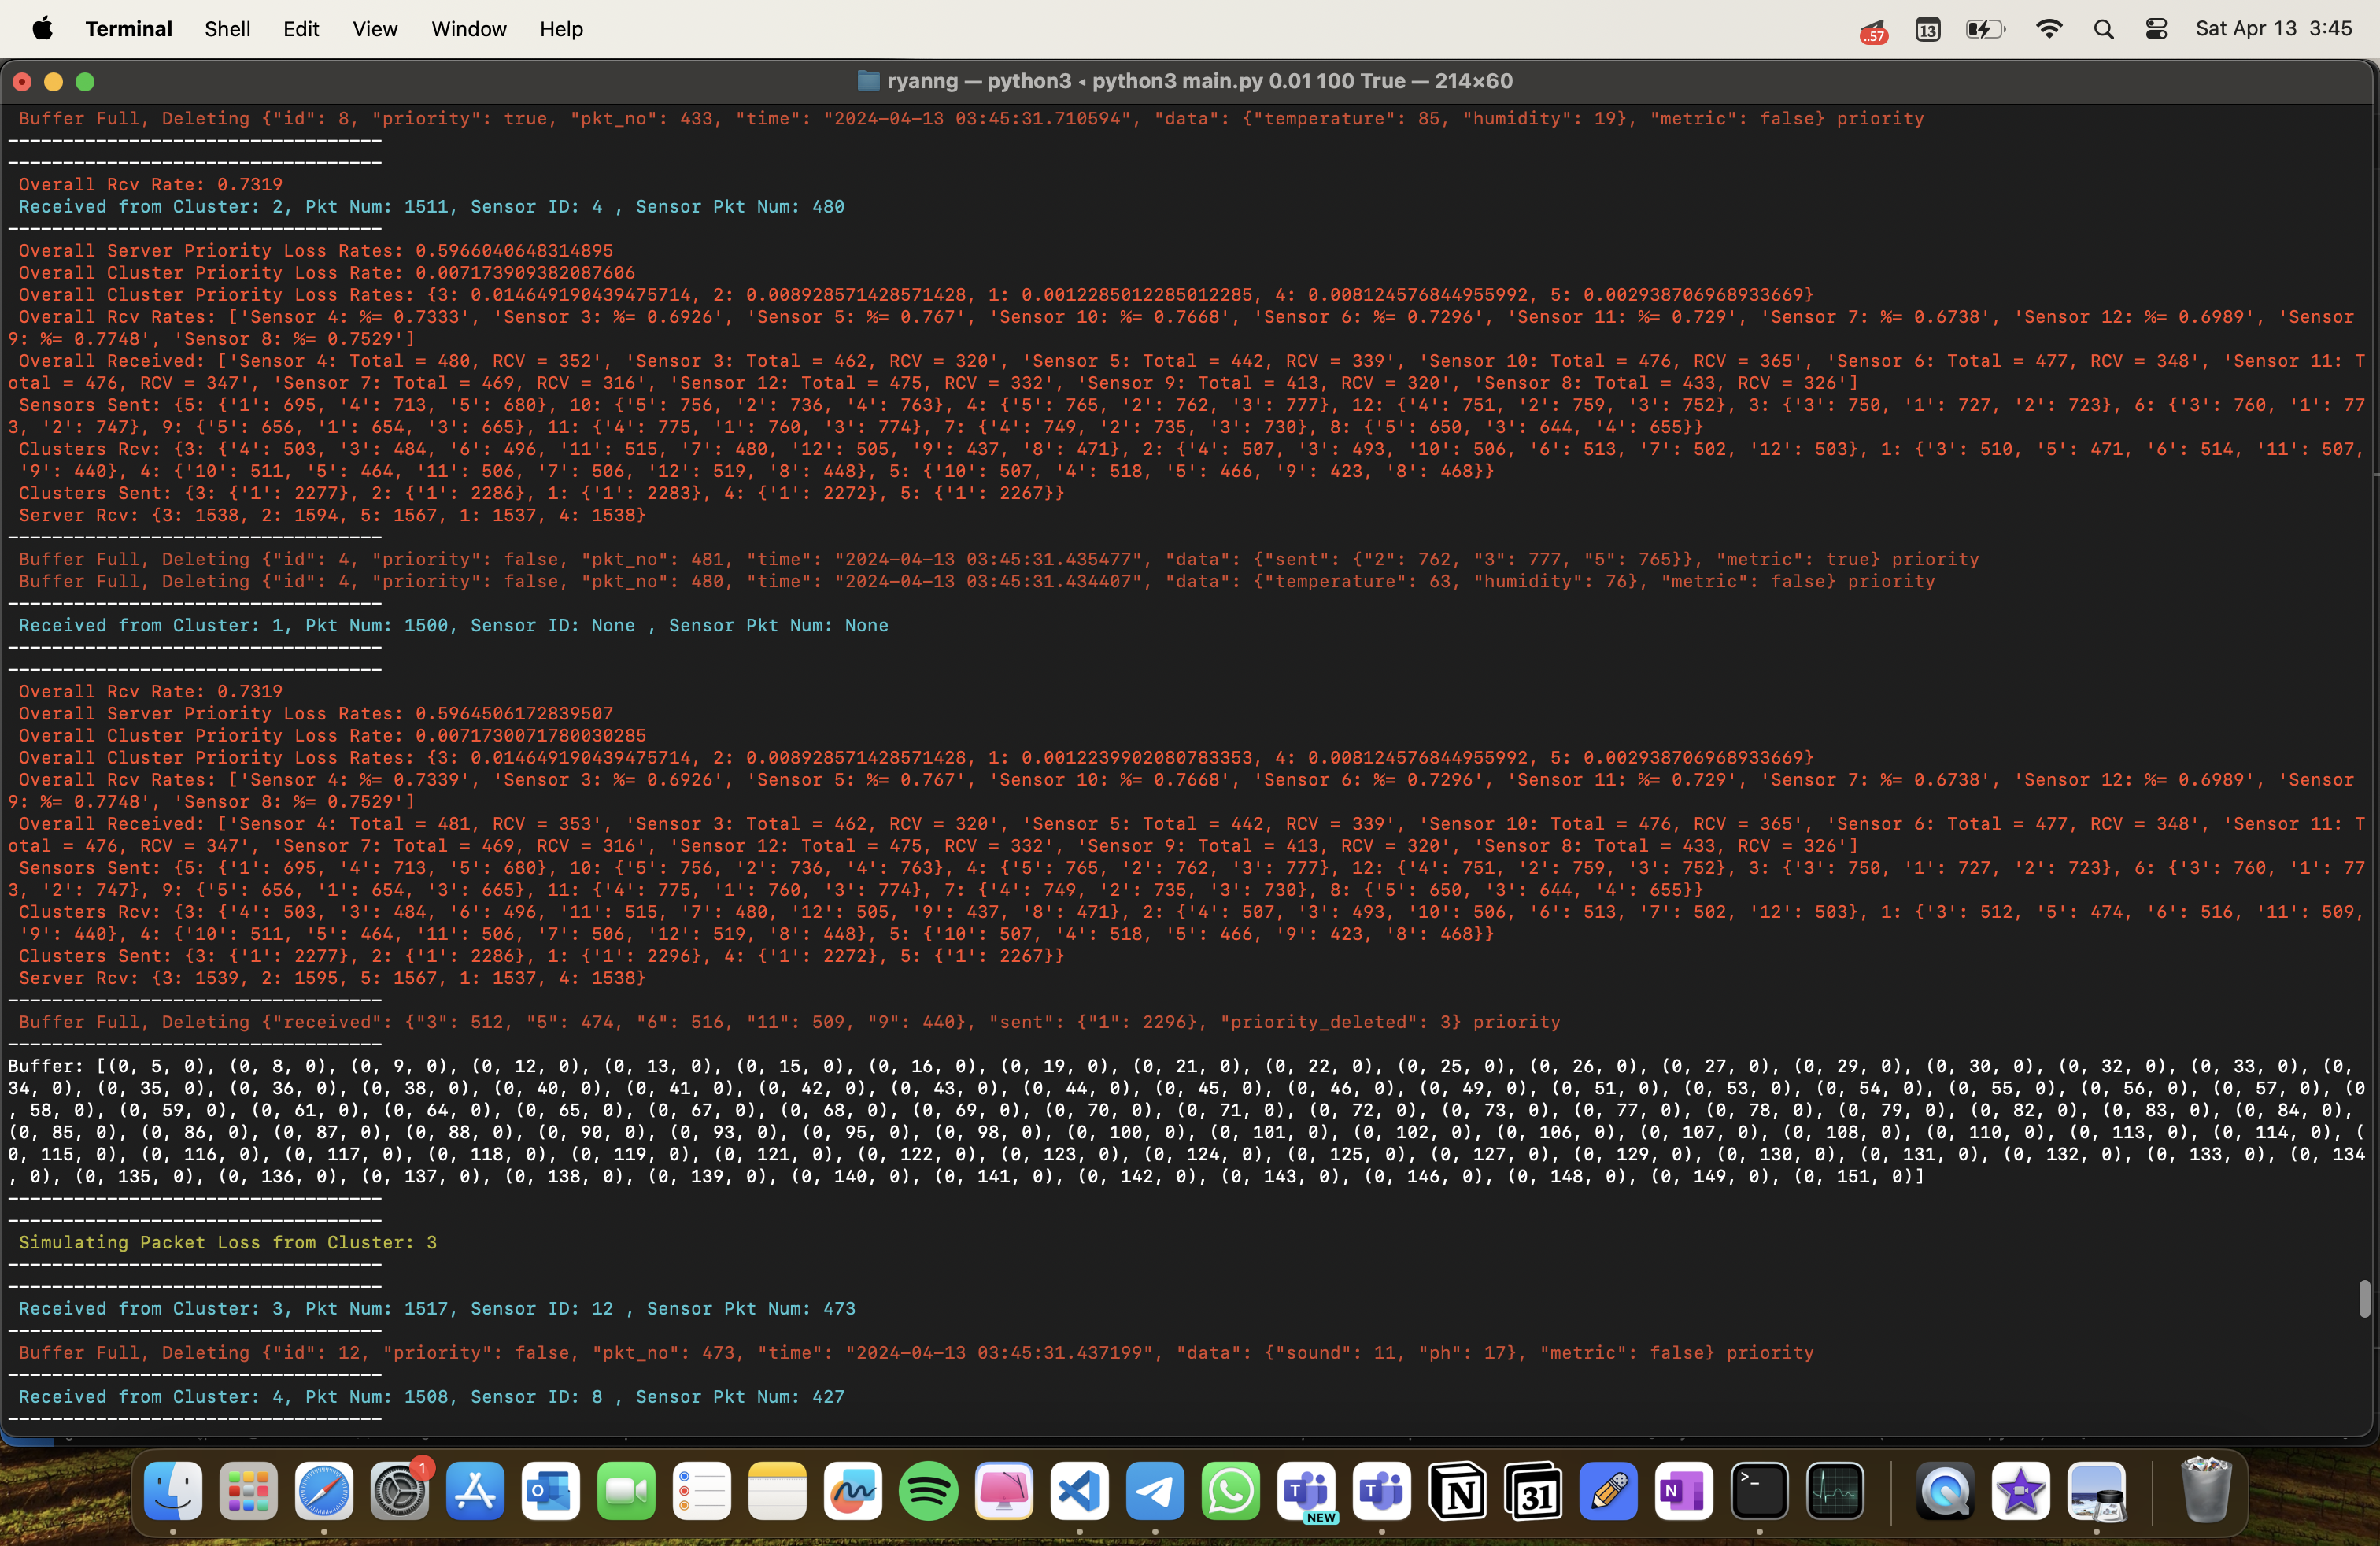 Terminal Shell Edit View Window Help ..57 13 Sat Apr 13 3:45
ryanng — python3 ◂ python3 main.py 0.01 100 True — 214×60
Buffer Full, Deleting {"id": 8, "priority": true, "pkt_no": 433, "time": "2024-04-13 03:45:31.710594", "data": {"temperature": 85, "humidity": 19}, "metric": false} priority
----------------------------------
----------------------------------
Overall Rcv Rate: 0.7319
Received from Cluster: 2, Pkt Num: 1511, Sensor ID: 4 , Sensor Pkt Num: 480
----------------------------------
Overall Server Priority Loss Rates: 0.5966040648314895
Overall Cluster Priority Loss Rate: 0.007173909382087606
Overall Cluster Priority Loss Rates: {3: 0.014649190439475714, 2: 0.008928571428571428, 1: 0.0012285012285012285, 4: 0.008124576844955992, 5: 0.002938706968933669}
Overall Rcv Rates: ['Sensor 4: %= 0.7333', 'Sensor 3: %= 0.6926', 'Sensor 5: %= 0.767', 'Sensor 10: %= 0.7668', 'Sensor 6: %= 0.7296', 'Sensor 11: %= 0.729', 'Sensor 7: %= 0.6738', 'Sensor 12: %= 0.6989', 'Sensor
9: %= 0.7748', 'Sensor 8: %= 0.7529']
Overall Received: ['Sensor 4: Total = 480, RCV = 352', 'Sensor 3: Total = 462, RCV = 320', 'Sensor 5: Total = 442, RCV = 339', 'Sensor 10: Total = 476, RCV = 365', 'Sensor 6: Total = 477, RCV = 348', 'Sensor 11: T
otal = 476, RCV = 347', 'Sensor 7: Total = 469, RCV = 316', 'Sensor 12: Total = 475, RCV = 332', 'Sensor 9: Total = 413, RCV = 320', 'Sensor 8: Total = 433, RCV = 326']
Sensors Sent: {5: {'1': 695, '4': 713, '5': 680}, 10: {'5': 756, '2': 736, '4': 763}, 4: {'5': 765, '2': 762, '3': 777}, 12: {'4': 751, '2': 759, '3': 752}, 3: {'3': 750, '1': 727, '2': 723}, 6: {'3': 760, '1': 77
3, '2': 747}, 9: {'5': 656, '1': 654, '3': 665}, 11: {'4': 775, '1': 760, '3': 774}, 7: {'4': 749, '2': 735, '3': 730}, 8: {'5': 650, '3': 644, '4': 655}}
Clusters Rcv: {3: {'4': 503, '3': 484, '6': 496, '11': 515, '7': 480, '12': 505, '9': 437, '8': 471}, 2: {'4': 507, '3': 493, '10': 506, '6': 513, '7': 502, '12': 503}, 1: {'3': 510, '5': 471, '6': 514, '11': 507,
'9': 440}, 4: {'10': 511, '5': 464, '11': 506, '7': 506, '12': 519, '8': 448}, 5: {'10': 507, '4': 518, '5': 466, '9': 423, '8': 468}}
Clusters Sent: {3: {'1': 2277}, 2: {'1': 2286}, 1: {'1': 2283}, 4: {'1': 2272}, 5: {'1': 2267}}
Server Rcv: {3: 1538, 2: 1594, 5: 1567, 1: 1537, 4: 1538}
----------------------------------
Buffer Full, Deleting {"id": 4, "priority": false, "pkt_no": 481, "time": "2024-04-13 03:45:31.435477", "data": {"sent": {"2": 762, "3": 777, "5": 765}}, "metric": true} priority
Buffer Full, Deleting {"id": 4, "priority": false, "pkt_no": 480, "time": "2024-04-13 03:45:31.434407", "data": {"temperature": 63, "humidity": 76}, "metric": false} priority
----------------------------------
Received from Cluster: 1, Pkt Num: 1500, Sensor ID: None , Sensor Pkt Num: None
----------------------------------
----------------------------------
Overall Rcv Rate: 0.7319
Overall Server Priority Loss Rates: 0.5964506172839507
Overall Cluster Priority Loss Rate: 0.0071730071780030285
Overall Cluster Priority Loss Rates: {3: 0.014649190439475714, 2: 0.008928571428571428, 1: 0.0012239902080783353, 4: 0.008124576844955992, 5: 0.002938706968933669}
Overall Rcv Rates: ['Sensor 4: %= 0.7339', 'Sensor 3: %= 0.6926', 'Sensor 5: %= 0.767', 'Sensor 10: %= 0.7668', 'Sensor 6: %= 0.7296', 'Sensor 11: %= 0.729', 'Sensor 7: %= 0.6738', 'Sensor 12: %= 0.6989', 'Sensor
9: %= 0.7748', 'Sensor 8: %= 0.7529']
Overall Received: ['Sensor 4: Total = 481, RCV = 353', 'Sensor 3: Total = 462, RCV = 320', 'Sensor 5: Total = 442, RCV = 339', 'Sensor 10: Total = 476, RCV = 365', 'Sensor 6: Total = 477, RCV = 348', 'Sensor 11: T
otal = 476, RCV = 347', 'Sensor 7: Total = 469, RCV = 316', 'Sensor 12: Total = 475, RCV = 332', 'Sensor 9: Total = 413, RCV = 320', 'Sensor 8: Total = 433, RCV = 326']
Sensors Sent: {5: {'1': 695, '4': 713, '5': 680}, 10: {'5': 756, '2': 736, '4': 763}, 4: {'5': 765, '2': 762, '3': 777}, 12: {'4': 751, '2': 759, '3': 752}, 3: {'3': 750, '1': 727, '2': 723}, 6: {'3': 760, '1': 77
3, '2': 747}, 9: {'5': 656, '1': 654, '3': 665}, 11: {'4': 775, '1': 760, '3': 774}, 7: {'4': 749, '2': 735, '3': 730}, 8: {'5': 650, '3': 644, '4': 655}}
Clusters Rcv: {3: {'4': 503, '3': 484, '6': 496, '11': 515, '7': 480, '12': 505, '9': 437, '8': 471}, 2: {'4': 507, '3': 493, '10': 506, '6': 513, '7': 502, '12': 503}, 1: {'3': 512, '5': 474, '6': 516, '11': 509,
'9': 440}, 4: {'10': 511, '5': 464, '11': 506, '7': 506, '12': 519, '8': 448}, 5: {'10': 507, '4': 518, '5': 466, '9': 423, '8': 468}}
Clusters Sent: {3: {'1': 2277}, 2: {'1': 2286}, 1: {'1': 2296}, 4: {'1': 2272}, 5: {'1': 2267}}
Server Rcv: {3: 1539, 2: 1595, 5: 1567, 1: 1537, 4: 1538}
----------------------------------
Buffer Full, Deleting {"received": {"3": 512, "5": 474, "6": 516, "11": 509, "9": 440}, "sent": {"1": 2296}, "priority_deleted": 3} priority
----------------------------------
Buffer: [(0, 5, 0), (0, 8, 0), (0, 9, 0), (0, 12, 0), (0, 13, 0), (0, 15, 0), (0, 16, 0), (0, 19, 0), (0, 21, 0), (0, 22, 0), (0, 25, 0), (0, 26, 0), (0, 27, 0), (0, 29, 0), (0, 30, 0), (0, 32, 0), (0, 33, 0), (0,
34, 0), (0, 35, 0), (0, 36, 0), (0, 38, 0), (0, 40, 0), (0, 41, 0), (0, 42, 0), (0, 43, 0), (0, 44, 0), (0, 45, 0), (0, 46, 0), (0, 49, 0), (0, 51, 0), (0, 53, 0), (0, 54, 0), (0, 55, 0), (0, 56, 0), (0, 57, 0), (0
, 58, 0), (0, 59, 0), (0, 61, 0), (0, 64, 0), (0, 65, 0), (0, 67, 0), (0, 68, 0), (0, 69, 0), (0, 70, 0), (0, 71, 0), (0, 72, 0), (0, 73, 0), (0, 77, 0), (0, 78, 0), (0, 79, 0), (0, 82, 0), (0, 83, 0), (0, 84, 0),
(0, 85, 0), (0, 86, 0), (0, 87, 0), (0, 88, 0), (0, 90, 0), (0, 93, 0), (0, 95, 0), (0, 98, 0), (0, 100, 0), (0, 101, 0), (0, 102, 0), (0, 106, 0), (0, 107, 0), (0, 108, 0), (0, 110, 0), (0, 113, 0), (0, 114, 0), (
0, 115, 0), (0, 116, 0), (0, 117, 0), (0, 118, 0), (0, 119, 0), (0, 121, 0), (0, 122, 0), (0, 123, 0), (0, 124, 0), (0, 125, 0), (0, 127, 0), (0, 129, 0), (0, 130, 0), (0, 131, 0), (0, 132, 0), (0, 133, 0), (0, 134
, 0), (0, 135, 0), (0, 136, 0), (0, 137, 0), (0, 138, 0), (0, 139, 0), (0, 140, 0), (0, 141, 0), (0, 142, 0), (0, 143, 0), (0, 146, 0), (0, 148, 0), (0, 149, 0), (0, 151, 0)]
----------------------------------
----------------------------------
Simulating Packet Loss from Cluster: 3
----------------------------------
----------------------------------
Received from Cluster: 3, Pkt Num: 1517, Sensor ID: 12 , Sensor Pkt Num: 473
----------------------------------
Buffer Full, Deleting {"id": 12, "priority": false, "pkt_no": 473, "time": "2024-04-13 03:45:31.437199", "data": {"sound": 11, "ph": 17}, "metric": false} priority
----------------------------------
Received from Cluster: 4, Pkt Num: 1508, Sensor ID: 8 , Sensor Pkt Num: 427
----------------------------------
1 O T NEW T N 31 N >_